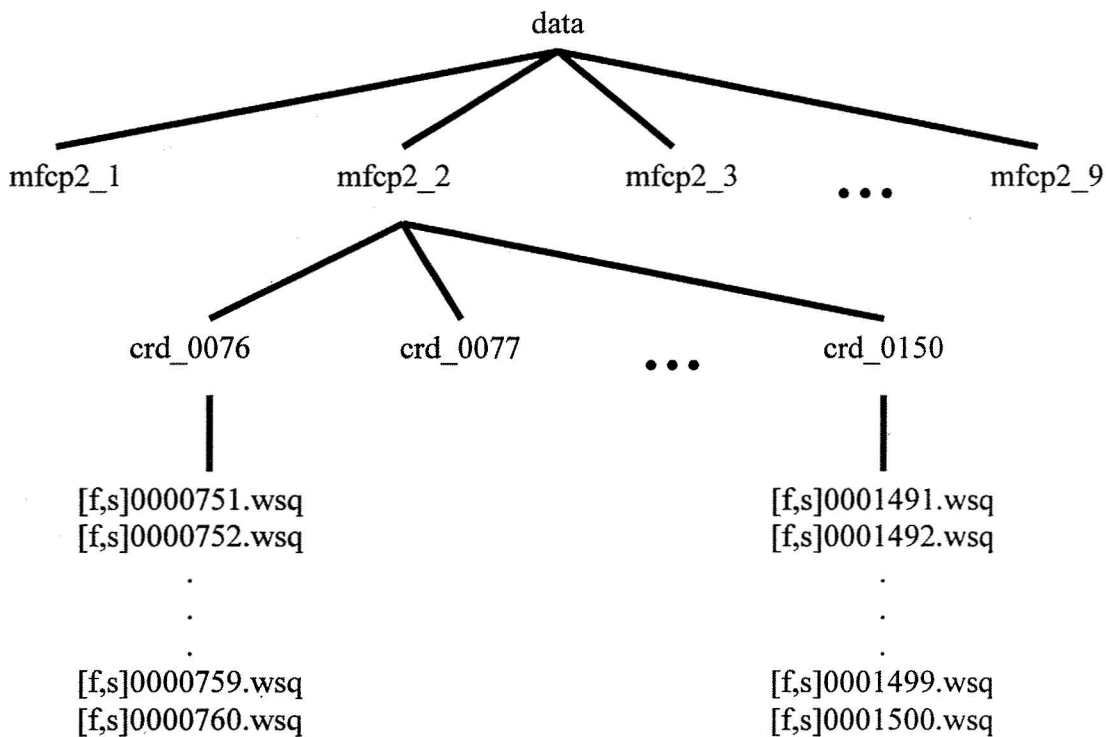 data
mfcp2_1 mfcp2_2 mfcp2_3 ... mfcp2_9
crd_0076 crd_0077 ... crd_0150
[f,s]0000751.wsq [f,s]0001491.wsq
[f,s]0000752.wsq [f,s]0001492.wsq
. .
. .
. .
[f,s]0000759.wsq [f,s]0001499.wsq
[f,s]0000760.wsq [f,s]0001500.wsq